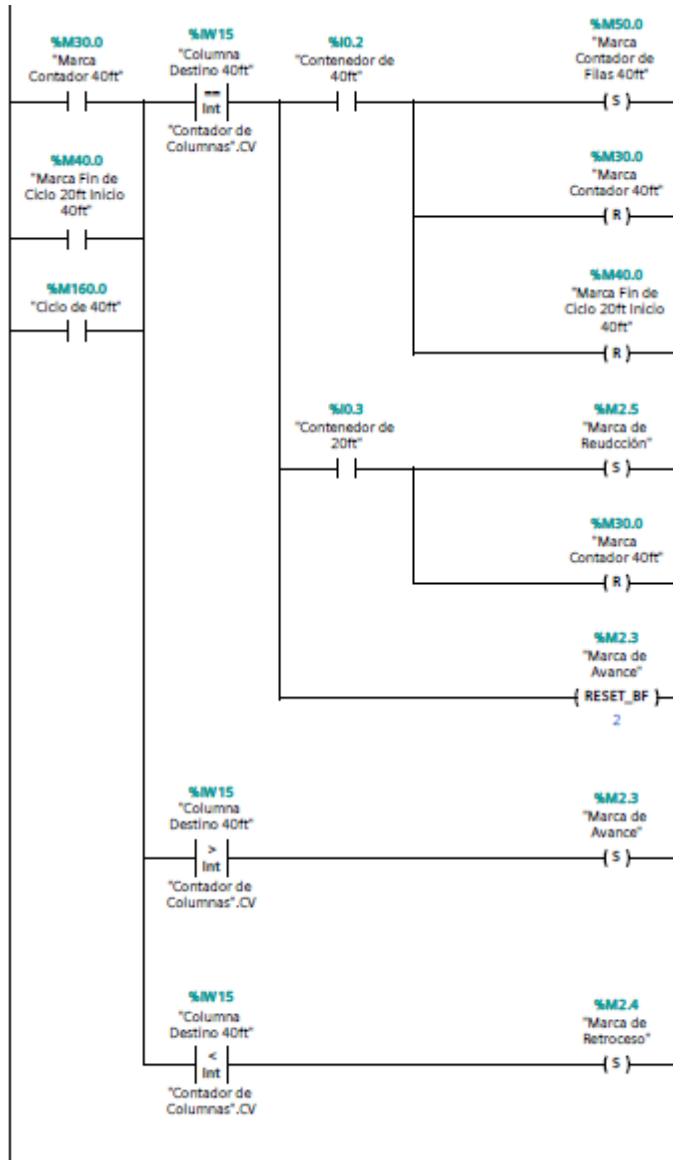 %M30.0
"Marca
Contador 40ft"
%IW15
"Columna
Destino 40ft"
==
Int
"Contador de
Columnas".CV
%I0.2
"Contenedor de
40ft"
%M50.0
"Marca
Contador de
Filas 40ft"
S
%M40.0
"Marca Fin de
Ciclo 20ft Inicio
40ft"
%M30.0
"Marca
Contador 40ft"
R
%M160.0
"Ciclo de 40ft"
%M40.0
"Marca Fin de
Ciclo 20ft Inicio
40ft"
R
%I0.3
"Contenedor de
20ft"
%M2.5
"Marca de
Reudcción"
S
%M30.0
"Marca
Contador 40ft"
R
%M2.3
"Marca de
Avance"
RESET_BF
2
%IW15
"Columna
Destino 40ft"
>
Int
"Contador de
Columnas".CV
%M2.3
"Marca de
Avance"
S
%IW15
"Columna
Destino 40ft"
<
Int
"Contador de
Columnas".CV
%M2.4
"Marca de
Retroceso"
S